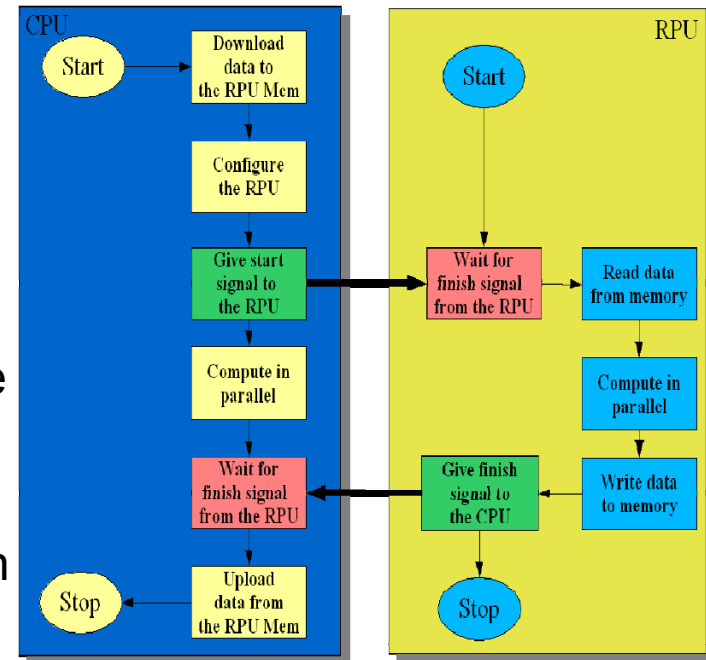 CPU
Start
Download
data to
the RPU Mem
Configure
the RPU
Give start
signal to
the RPU
Compute in
parallel
Wait for
finish signal
from the RPU
Upload
data from
the RPU Mem
Stop
RPU
Start
Wait for
finish signal
from the RPU
Read data
from memory
Compute in
parallel
Write data
to memory
Give finish
signal to
the CPU
Stop